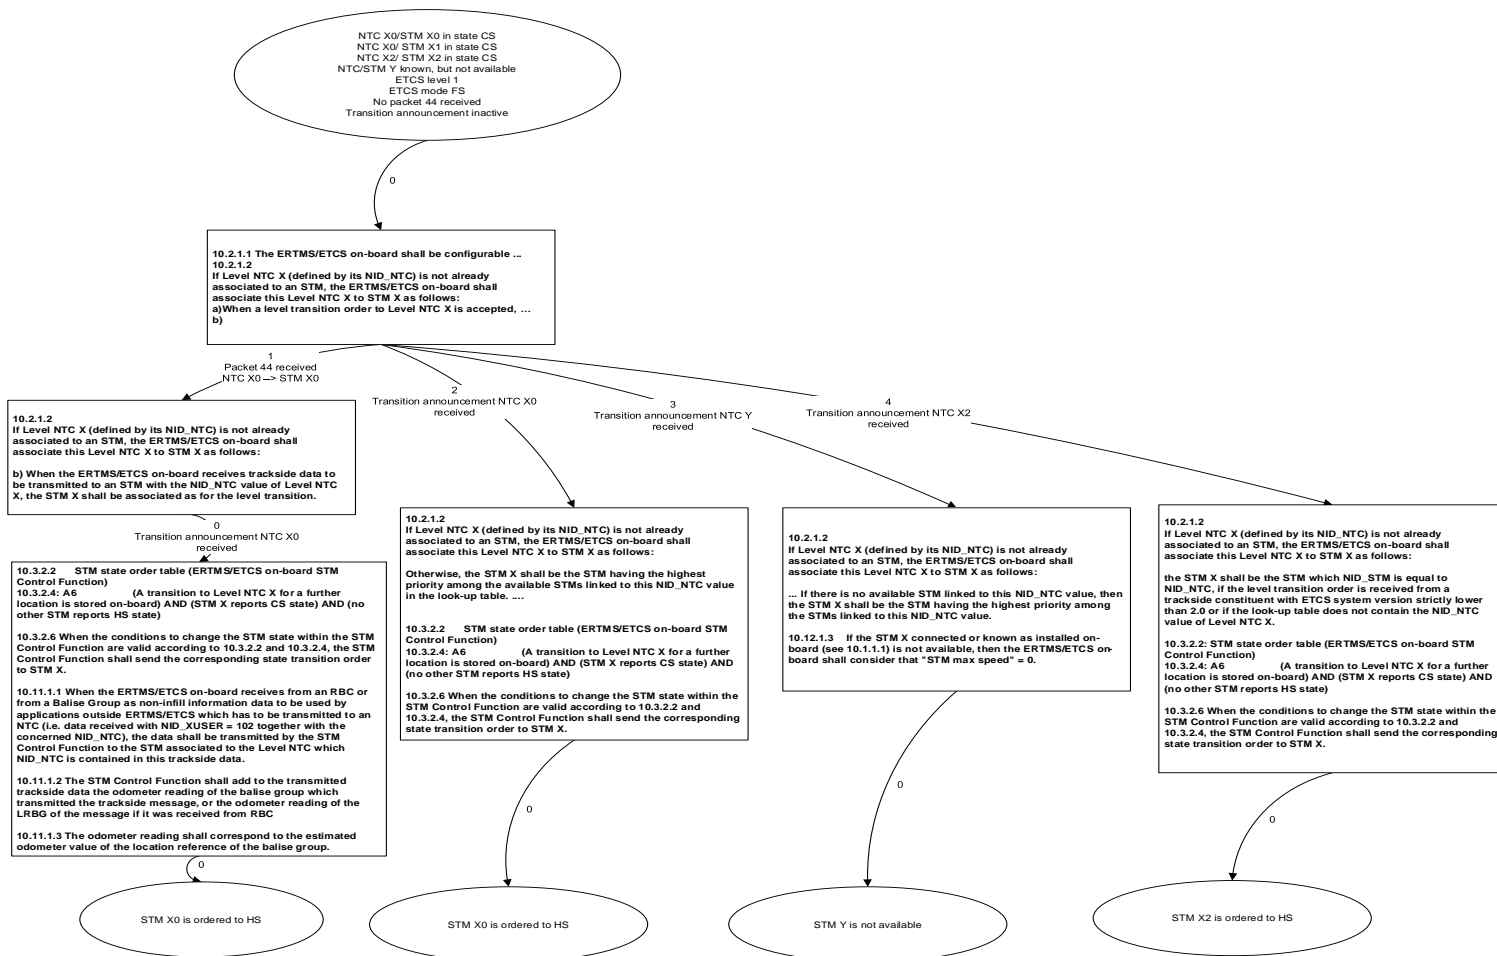 NTC X0/STM X0 in state CS
NTC X0/ STM X1 in state CS
NTC X2/ STM X2 in state CS
NTC/STM Y known, but not available
ETCS level 1
ETCS mode FS
No packet 44 received
Transition announcement inactive
0
10.2.1.1 The ERTMS/ETCS on-board shall be configurable ...
10.2.1.2
If Level NTC X (defined by its NID_NTC) is not already
associated to an STM, the ERTMS/ETCS on-board shall
associate this Level NTC X to STM X as follows:
a)When a level transition order to Level NTC X is accepted, ...
b)
1
Packet 44 received
NTC X0 --> STM X0
2
Transition announcement NTC X0
received
3
Transition announcement NTC Y
received
4
Transition announcement NTC X2
received
10.2.1.2
If Level NTC X (defined by its NID_NTC) is not already
associated to an STM, the ERTMS/ETCS on-board shall
associate this Level NTC X to STM X as follows:
b) When the ERTMS/ETCS on-board receives trackside data to
be transmitted to an STM with the NID_NTC value of Level NTC
X, the STM X shall be associated as for the level transition.
0
Transition announcement NTC X0
received
10.3.2.2 STM state order table (ERTMS/ETCS on-board STM
Control Function)
10.3.2.4: A6 (A transition to Level NTC X for a further
location is stored on-board) AND (STM X reports CS state) AND (no
other STM reports HS state)
10.3.2.6 When the conditions to change the STM state within the STM
Control Function are valid according to 10.3.2.2 and 10.3.2.4, the STM
Control Function shall send the corresponding state transition order
to STM X.
10.11.1.1 When the ERTMS/ETCS on-board receives from an RBC or
from a Balise Group as non-infill information data to be used by
applications outside ERTMS/ETCS which has to be transmitted to an
NTC (i.e. data received with NID_XUSER = 102 together with the
concerned NID_NTC), the data shall be transmitted by the STM
Control Function to the STM associated to the Level NTC which
NID_NTC is contained in this trackside data.
10.11.1.2 The STM Control Function shall add to the transmitted
trackside data the odometer reading of the balise group which
transmitted the trackside message, or the odometer reading of the
LRBG of the message if it was received from RBC
10.11.1.3 The odometer reading shall correspond to the estimated
odometer value of the location reference of the balise group.
0
STM X0 is ordered to HS
10.2.1.2
If Level NTC X (defined by its NID_NTC) is not already
associated to an STM, the ERTMS/ETCS on-board shall
associate this Level NTC X to STM X as follows:
Otherwise, the STM X shall be the STM having the highest
priority among the available STMs linked to this NID_NTC value
in the look-up table. ....
10.3.2.2 STM state order table (ERTMS/ETCS on-board STM
Control Function)
10.3.2.4: A6 (A transition to Level NTC X for a further
location is stored on-board) AND (STM X reports CS state) AND
(no other STM reports HS state)
10.3.2.6 When the conditions to change the STM state within the
STM Control Function are valid according to 10.3.2.2 and
10.3.2.4, the STM Control Function shall send the corresponding
state transition order to STM X.
0
STM X0 is ordered to HS
10.2.1.2
If Level NTC X (defined by its NID_NTC) is not already
associated to an STM, the ERTMS/ETCS on-board shall
associate this Level NTC X to STM X as follows:
... If there is no available STM linked to this NID_NTC value, then
the STM X shall be the STM having the highest priority among
the STMs linked to this NID_NTC value.
10.12.1.3 If the STM X connected or known as installed on-
board (see 10.1.1.1) is not available, then the ERTMS/ETCS on-
board shall consider that "STM max speed" = 0.
0
STM Y is not available
10.2.1.2
If Level NTC X (defined by its NID_NTC) is not already
associated to an STM, the ERTMS/ETCS on-board shall
associate this Level NTC X to STM X as follows:
the STM X shall be the STM which NID_STM is equal to
NID_NTC, if the level transition order is received from a
trackside constituent with ETCS system version strictly lower
than 2.0 or if the look-up table does not contain the NID_NTC
value of Level NTC X.
10.3.2.2: STM state order table (ERTMS/ETCS on-board STM
Control Function)
10.3.2.4: A6 (A transition to Level NTC X for a further
location is stored on-board) AND (STM X reports CS state) AND
(no other STM reports HS state)
10.3.2.6 When the conditions to change the STM state within the
STM Control Function are valid according to 10.3.2.2 and
10.3.2.4, the STM Control Function shall send the corresponding
state transition order to STM X.
0
STM X2 is ordered to HS